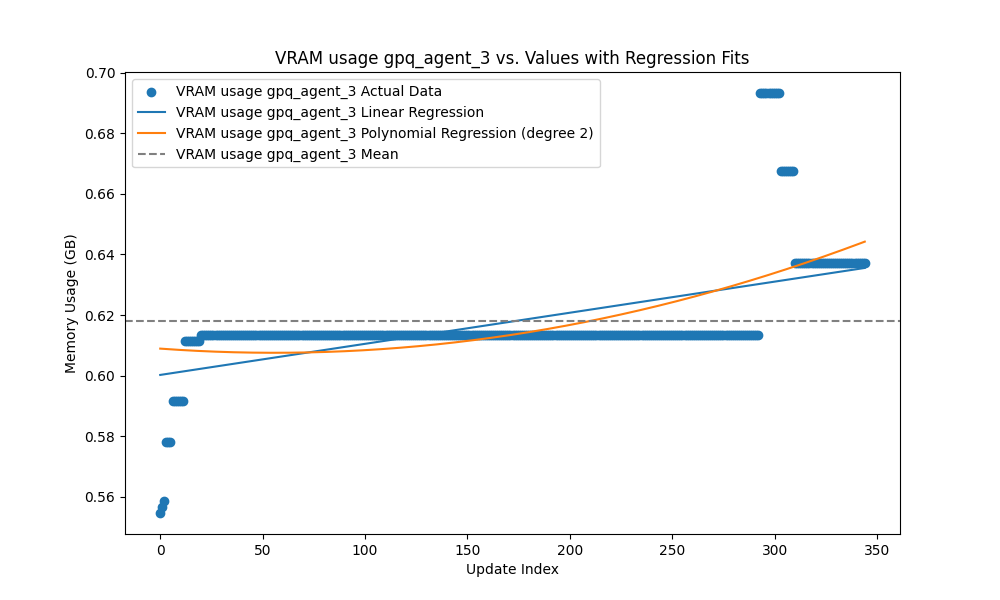 VRAM usage gpq_agent_3 vs. Values with Regression Fits
VRAM usage gpq_agent_3 Actual Data
VRAM usage gpq_agent_3 Linear Regression
VRAM usage gpq_agent_3 Polynomial Regression (degree 2)
VRAM usage gpq_agent_3 Mean
Memory Usage (GB)
0.70
0.68
0.66
0.64
0.62
0.60
0.58
0.56
0 50 100 150 200 250 300 350
Update Index